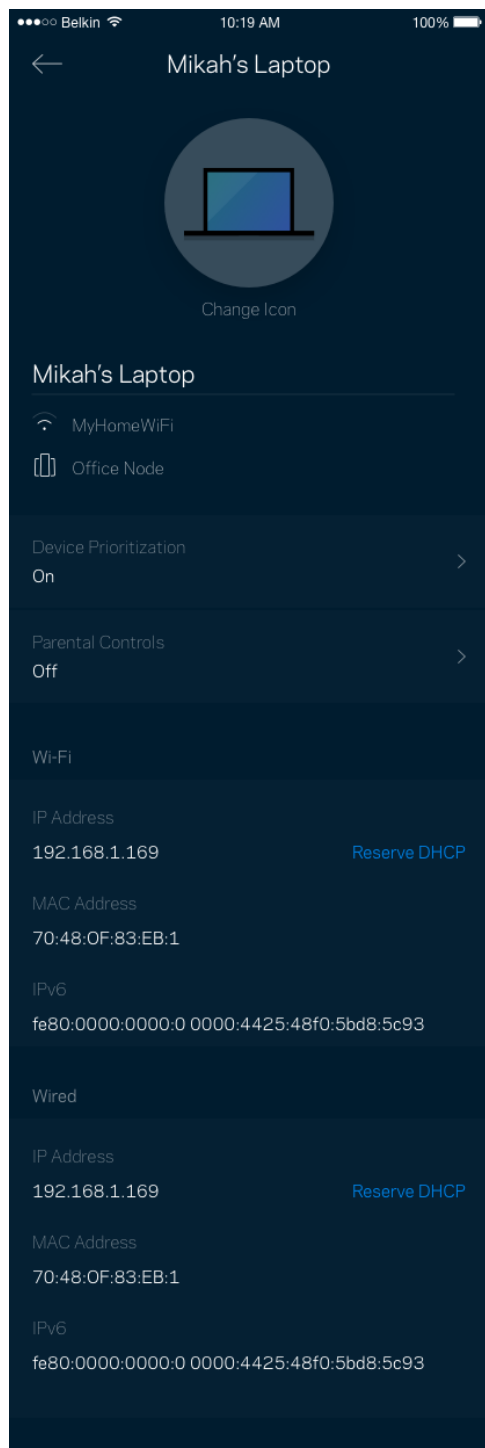 Belkin 10:19 AM 100%
Mikah's Laptop
Change Icon
Mikah's Laptop
MyHomeWiFi
Office Node
Device Prioritization
On
Parental Controls
Off
Wi-Fi
IP Address
192.168.1.169 Reserve DHCP
MAC Address
70:48:0F:83:EB:1
IPv6
fe80:0000:0000:0 0000:4425:48f0:5bd8:5c93
Wired
IP Address
192.168.1.169 Reserve DHCP
MAC Address
70:48:0F:83:EB:1
IPv6
fe80:0000:0000:0 0000:4425:48f0:5bd8:5c93